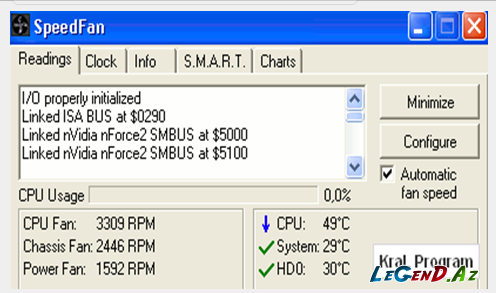 SpeedFan
Readings Clock Info S.M.A.R.T. Charts
I/O properly initialized
Linked ISA BUS at $0290
Linked nVidia nForce2 SMBUS at $5000
Linked nVidia nForce2 SMBUS at $5100
Minimize
Configure
Automatic
fan speed
CPU Usage 0,0%
CPU Fan: 3309 RPM
Chassis Fan: 2446 RPM
Power Fan: 1592 RPM
CPU: 49°C
System: 29°C
HD0: 30°C
Kral Program
LeGenD.Az